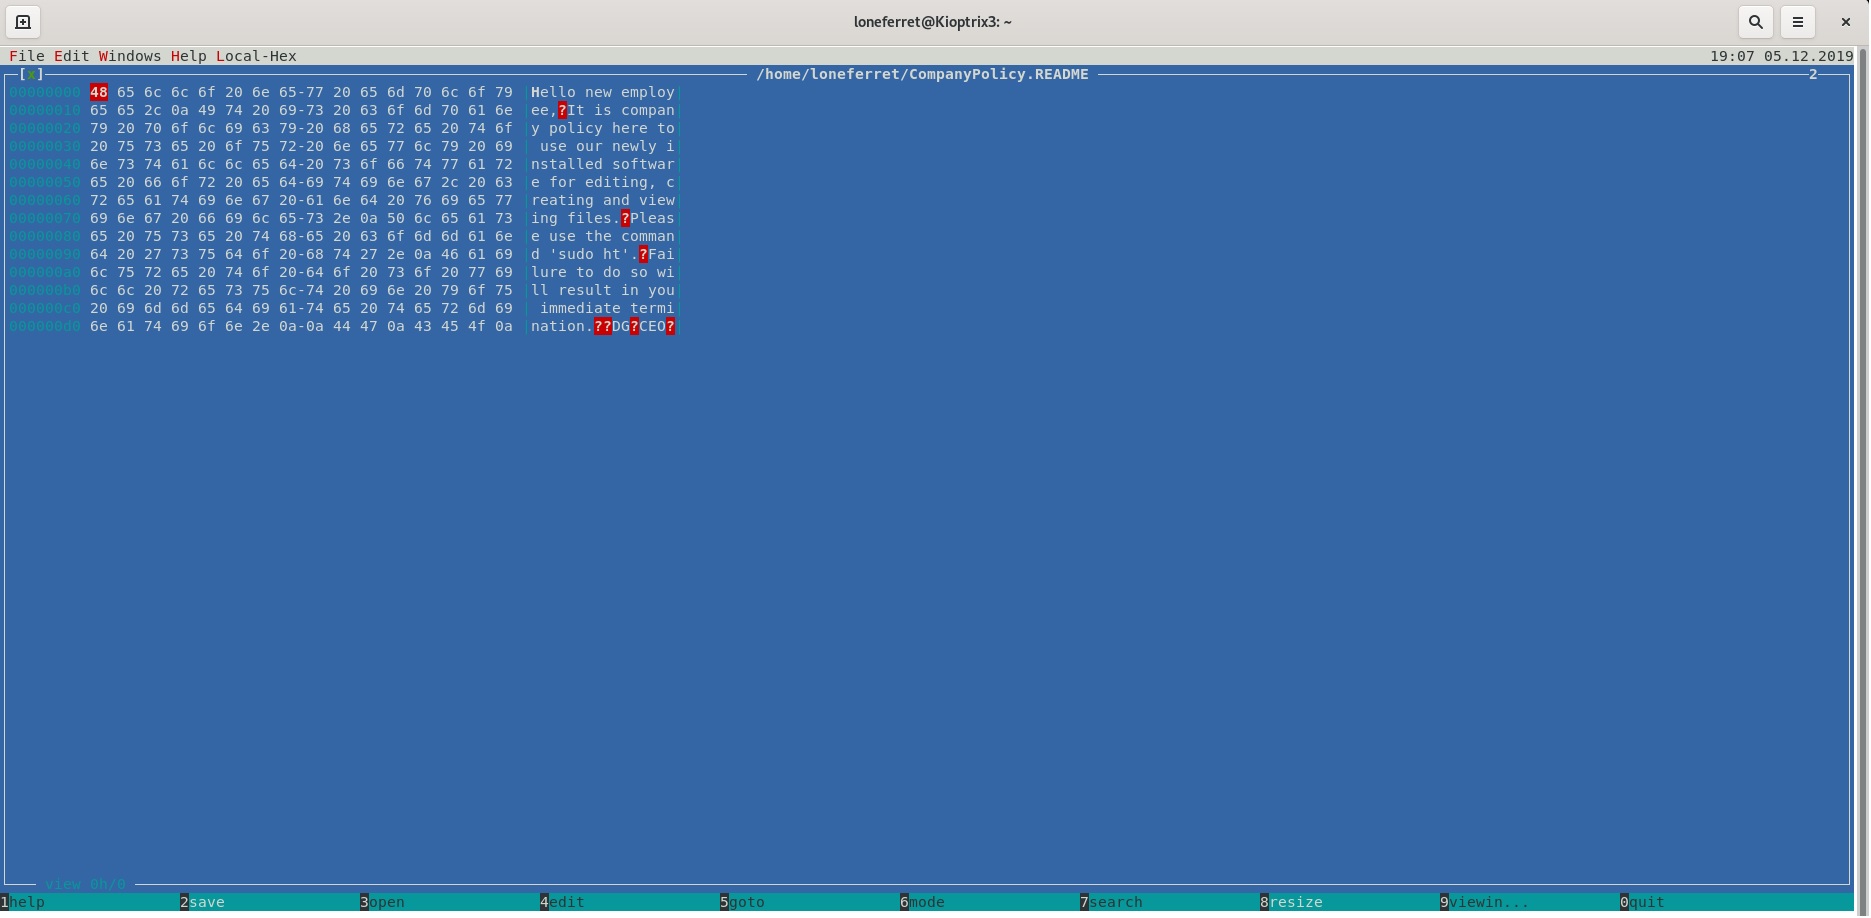 loneferret@Kioptrix3: ~
File Edit Windows Help Local-Hex 19:07 05.12.2019
[x] /home/loneferret/CompanyPolicy.README 2
00000000 48 65 6c 6c 6f 20 6e 65-77 20 65 6d 70 6c 6f 79 |Hello new employ|
00000010 65 65 2c 0a 49 74 20 69-73 20 63 6f 6d 70 61 6e |ee,?It is compan|
00000020 79 20 70 6f 6c 69 63 79-20 68 65 72 65 20 74 6f |y policy here to|
00000030 20 75 73 65 20 6f 75 72-20 6e 65 77 6c 79 20 69 | use our newly i|
00000040 6e 73 74 61 6c 6c 65 64-20 73 6f 66 74 77 61 72 |nstalled softwar|
00000050 65 20 66 6f 72 20 65 64-69 74 69 6e 67 2c 20 63 |e for editing, c|
00000060 72 65 61 74 69 6e 67 20-61 6e 64 20 76 69 65 77 |reating and view|
00000070 69 6e 67 20 66 69 6c 65-73 2e 0a 50 6c 65 61 73 |ing files.?Pleas|
00000080 65 20 75 73 65 20 74 68-65 20 63 6f 6d 6d 61 6e |e use the comman|
00000090 64 20 27 73 75 64 6f 20-68 74 27 2e 0a 46 61 69 |d 'sudo ht'.?Fai|
000000a0 6c 75 72 65 20 74 6f 20-64 6f 20 73 6f 20 77 69 |lure to do so wi|
000000b0 6c 6c 20 72 65 73 75 6c-74 20 69 6e 20 79 6f 75 |ll result in you|
000000c0 20 69 6d 6d 65 64 69 61-74 65 20 74 65 72 6d 69 | immediate termi|
000000d0 6e 61 74 69 6f 6e 2e 0a-0a 44 47 0a 43 45 4f 0a |nation.??DG?CEO?|
view 0h/0
1help 2save 3open 4edit 5goto 6mode 7search 8resize 9viewin... 0quit